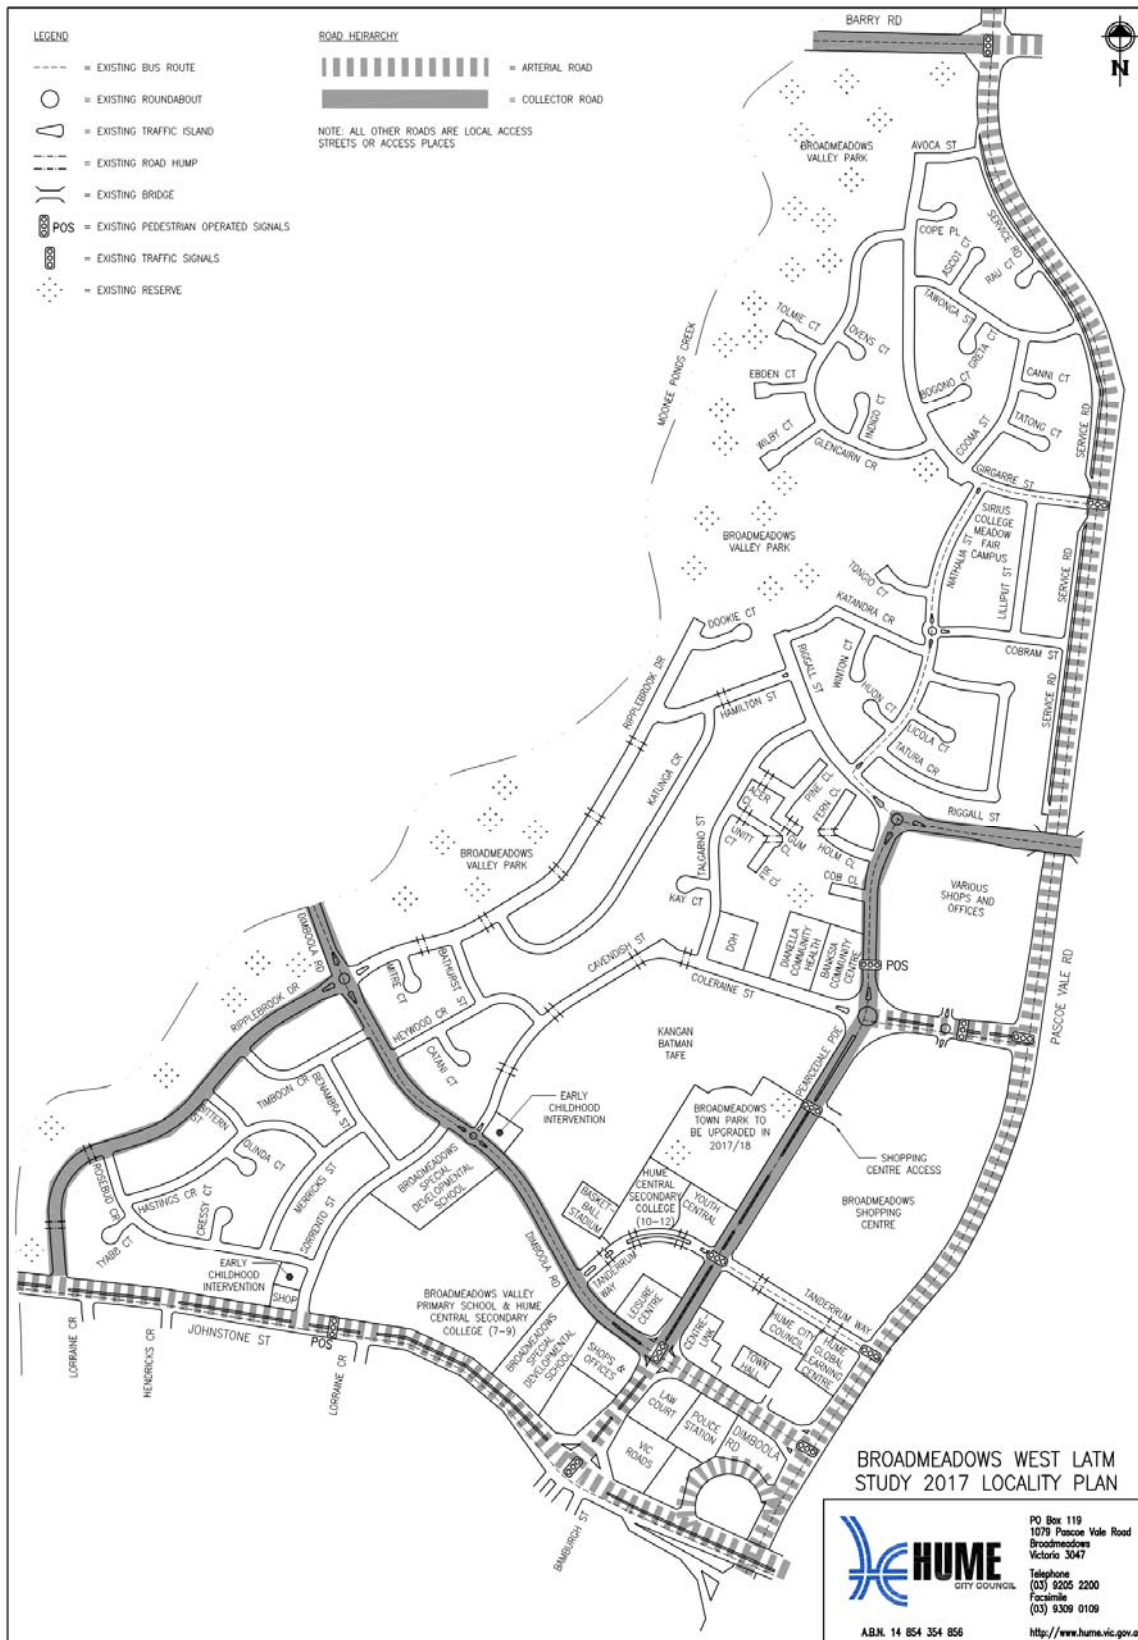 LEGEND
= EXISTING BUS ROUTE
= EXISTING ROUNDABOUT
= EXISTING TRAFFIC ISLAND
= EXISTING ROAD HUMP
= EXISTING BRIDGE
POS = EXISTING PEDESTRIAN OPERATED SIGNALS
= EXISTING TRAFFIC SIGNALS
= EXISTING RESERVE
ROAD HEIRARCHY
= ARTERIAL ROAD
= COLLECTOR ROAD
NOTE: ALL OTHER ROADS ARE LOCAL ACCESS
STREETS OR ACCESS PLACES
BARRY RD
N
BROADMEADOWS
VALLEY PARK
AVOCA ST
COPE PL
ASCOT CT
SERVICE RD
RAU CT
TAWONGA ST
GRETA CT
TOLMIE CT
OVENS CT
MOONEE PONDS CREEK
EBDEN CT
BOGONO CT
CANNI CT
INDIGO CT
TATONG CT
WILBY CT
GLENCAIRN CR
COOMA ST
SERVICE RD
GIRGARRE ST
BROADMEADOWS
VALLEY PARK
SIRIUS
COLLEGE
MEADOW
FAIR
CAMPUS
NATHALIA ST
LILLIPUT ST
SERVICE RD
TONGIO CT
KATANDRA CR
DOOKIE CT
COBRAM ST
RIPPLEBROOK DR
RIGGALL ST
WINTON CT
HUON CT
SERVICE RD
HAMILTON ST
LICOLA CT
TATURA CR
KATUNGA CR
ACER
CL
PINE CL
FERN CL
RIGGALL ST
TALGARNO ST
UNITT
CT
GUM
CL
HOLM CL
FIR
CL
COB CL
BROADMEADOWS
VALLEY PARK
KAY CT
VARIOUS
SHOPS AND
OFFICES
DIMBOOLA RD
DOH
DIANELLA
COMMUNITY
HEALTH
BANKSIA
COMMUNITY
CENTRE
POS
PASCOE VALE RD
CAVENDISH ST
COLERAINE ST
MITRE CT
BATHURST ST
RIPPLEBROOK DR
HEYWOOD CR
CATANI CT
KANGAN
BATMAN
TAFE
PEARCEDALE PDE
TIMBOON CR
BENAMBRA ST
BITTERN
ST
EARLY
CHILDHOOD
INTERVENTION
BROADMEADOWS
TOWN PARK TO
BE UPGRADED IN
2017/18
OLINDA CT
SHOPPING
CENTRE ACCESS
ROSEBUD CR
HASTINGS CR
MERRICKS ST
BROADMEADOWS
SPECIAL
DEVELOPMENTAL
SCHOOL
HUME
CENTRAL
SECONDARY
COLLEGE
(10-12)
YOUTH
CENTRAL
BASKET-
BALL
STADIUM
BROADMEADOWS
SHOPPING
CENTRE
CRESSY CT
SORRENTO ST
TYABB CT
EARLY
CHILDHOOD
INTERVENTION
SHOP
DIMBOOLA RD
TANDERRUM
WAY
LEISURE
CENTRE
TANDERRUM WAY
BROADMEADOWS VALLEY
PRIMARY SCHOOL & HUME
CENTRAL SECONDARY
COLLEGE (7-9)
CENTRE-
LINK
HUME CITY
COUNCIL
HUME
GLOBAL
LEARNING
CENTRE
TOWN
HALL
BROADMEADOWS
SPECIAL
DEVELOPMENTAL
SCHOOL
SHOPS &
OFFICES
JOHNSTONE ST
POS
LORRAINE CR
HENDRICKS CR
LORRAINE CR
LAW
COURT
POLICE
STATION
DIMBOOLA
RD
VIC
ROADS
BAMBURGH ST
BROADMEADOWS WEST LATM
STUDY 2017 LOCALITY PLAN
HUME
CITY COUNCIL
PO Box 119
1079 Pascoe Vale Road
Broadmeadows
Victoria 3047
Telephone
(03) 9205 2200
Facsimile
(03) 9309 0109
A.B.N. 14 854 354 856
http://www.hume.vic.gov.a